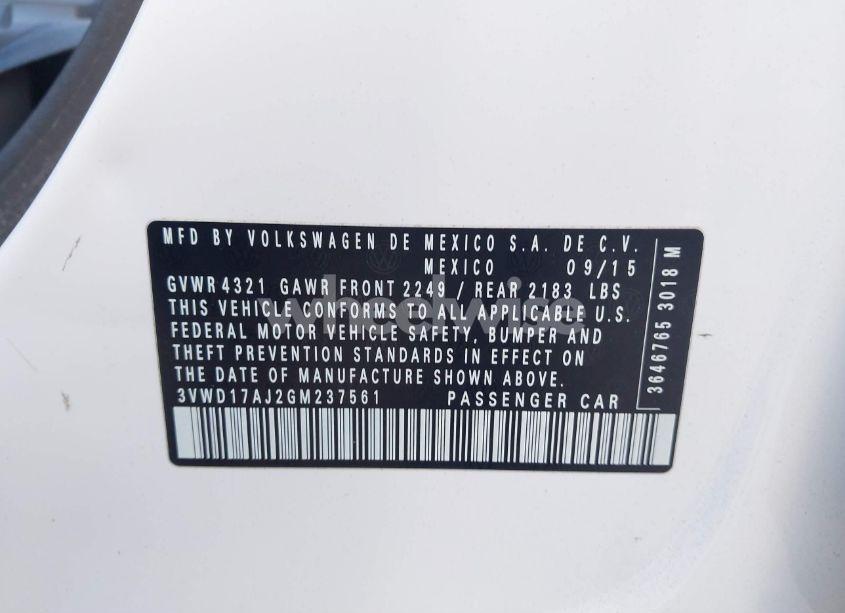 MFD BY VOLKSWAGEN DE MEXICO S.A. DE C.V.
MEXICO 09/15
GVWR 4321 GAWR FRONT 2249 / REAR 2183 LBS
THIS VEHICLE CONFORMS TO ALL APPLICABLE U.S.
FEDERAL MOTOR VEHICLE SAFETY, BUMPER AND
THEFT PREVENTION STANDARDS IN EFFECT ON
THE DATE OF MANUFACTURE SHOWN ABOVE.
3VWD17AJ2GM237561 PASSENGER CAR
3646765 3018 M
wheelwise